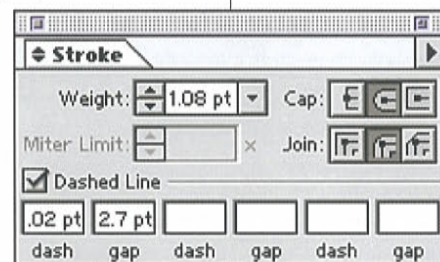 Stroke
Weight: 1.08 pt Cap:
Miter Limit: x Join:
Dashed Line
.02 pt 2.7 pt
dash gap dash gap dash gap